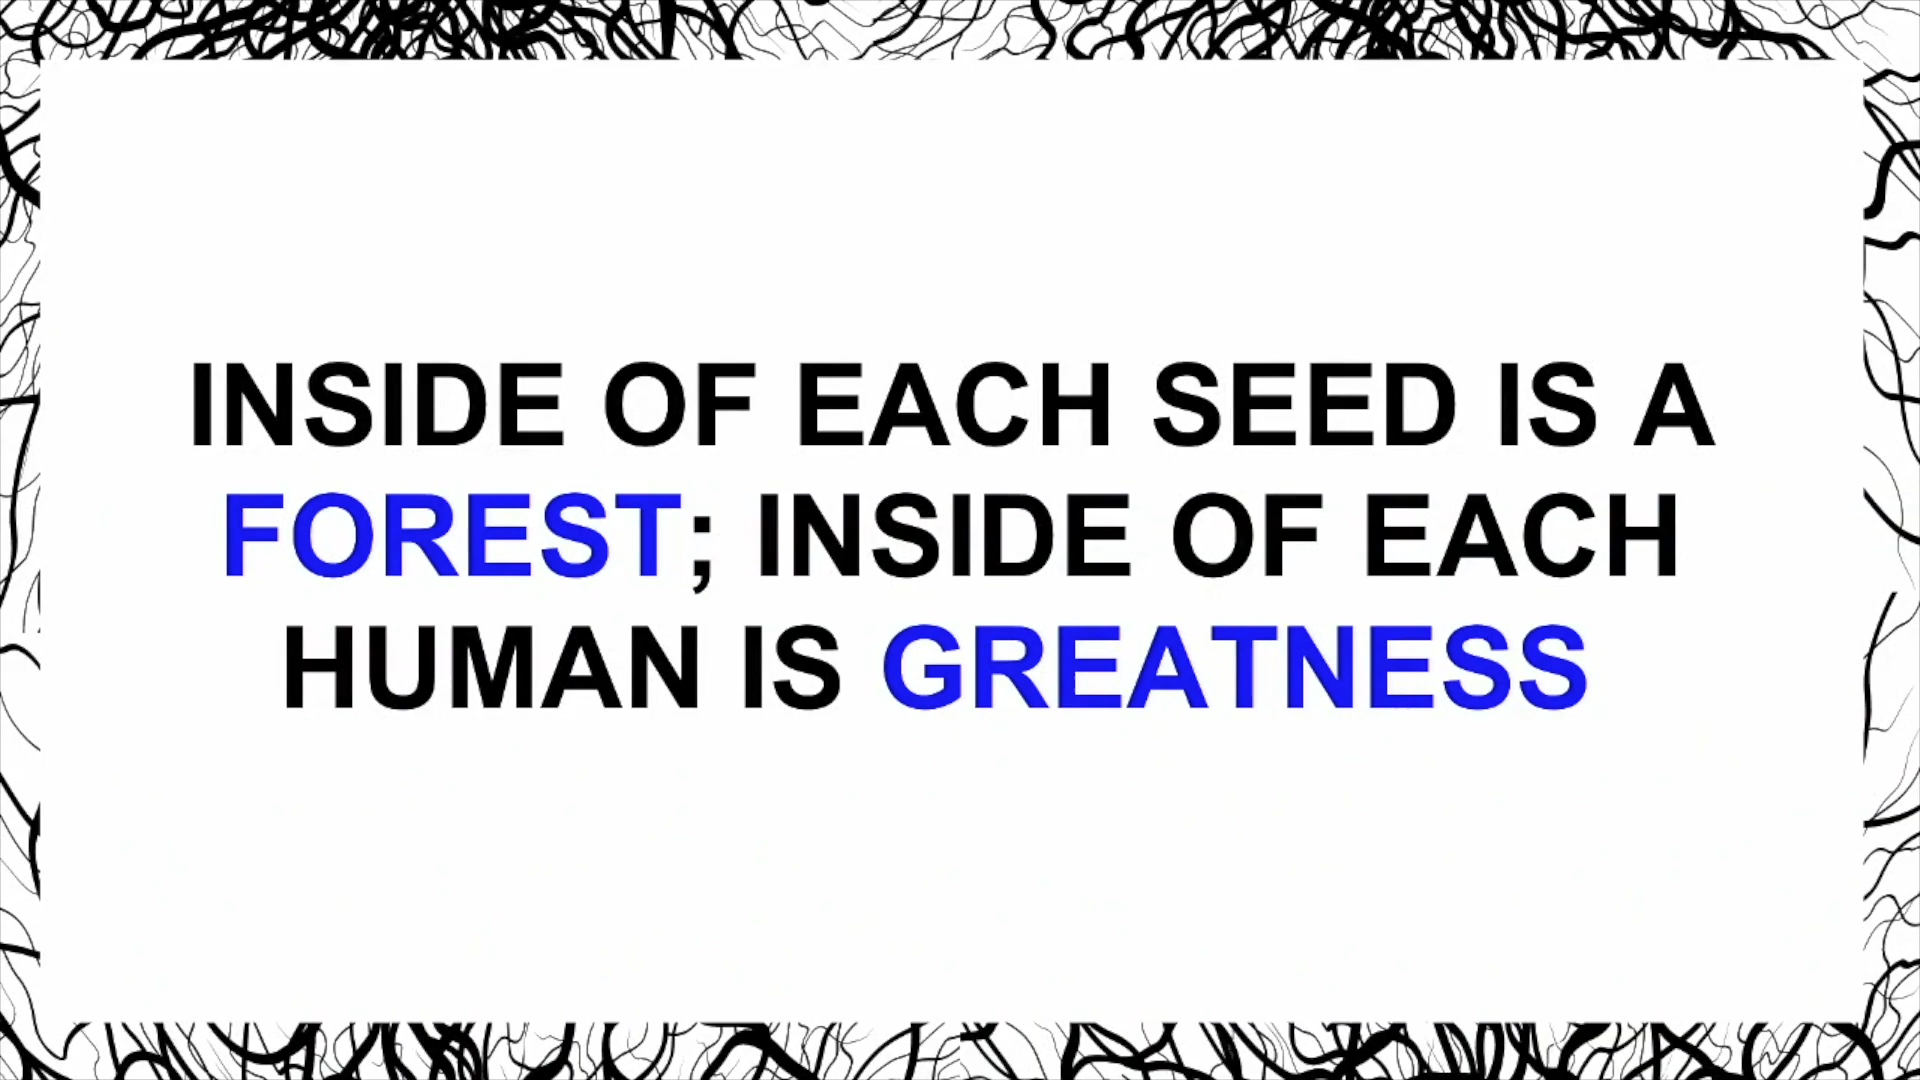 INSIDE OF EACH SEED IS A
FOREST; INSIDE OF EACH
HUMAN IS GREATNESS